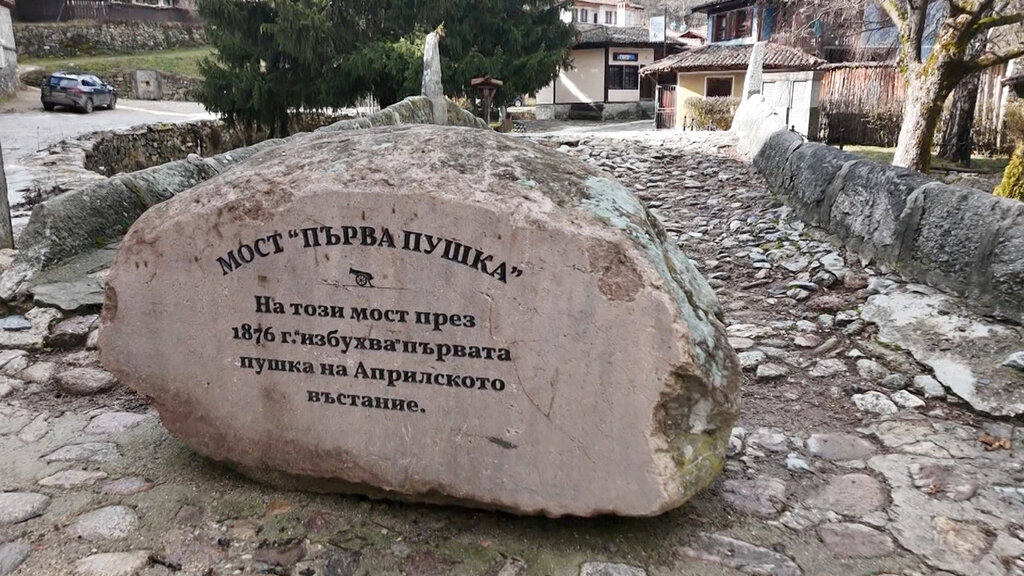 МОСТ "ПЪРВА ПУШКА"
На този мост през
1876 г."избухва"първата
пушка на Априлското
въстание.